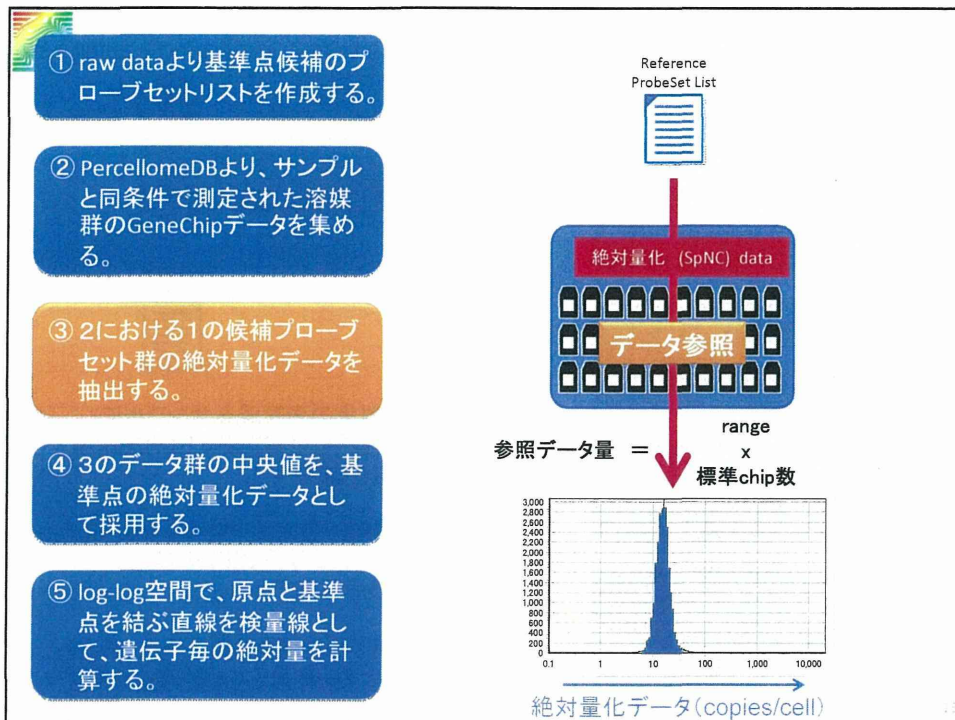 ① raw dataより基準点候補のプ
ローブセットリストを作成する。
② PercellomeDBより、サンプル
と同条件で測定された溶媒
群のGeneChipデータを集め
る。
③ 2における1の候補プローブ
セット群の絶対量化データを
抽出する。
④ 3のデータ群の中央値を、基
準点の絶対量化データとし
て採用する。
⑤ log-log空間で、原点と基準
点を結ぶ直線を検量線とし
て、遺伝子毎の絶対量を計
算する。
Reference
ProbeSet List
絶対量化 (SpNC) data
データ参照
参照データ量 =
range
x
標準chip数
3,000
2,800
2,600
2,400
2,200
2,000
1,800
1,600
1,400
1,200
1,000
800
600
400
200
0
0.1 1 10 100 1,000 10,000
絶対量化データ(copies/cell)